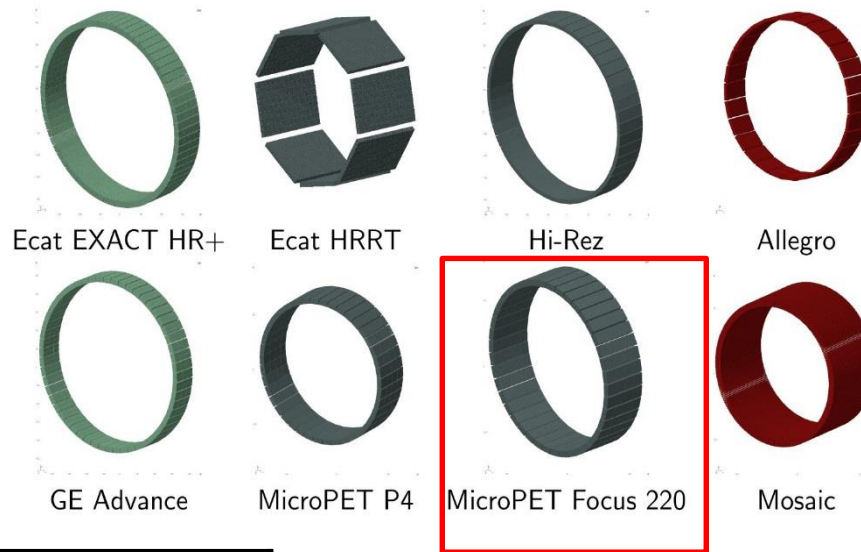 Ecat EXACT HR+ Ecat HRRT Hi-Rez Allegro
GE Advance MicroPET P4 MicroPET Focus 220 Mosaic